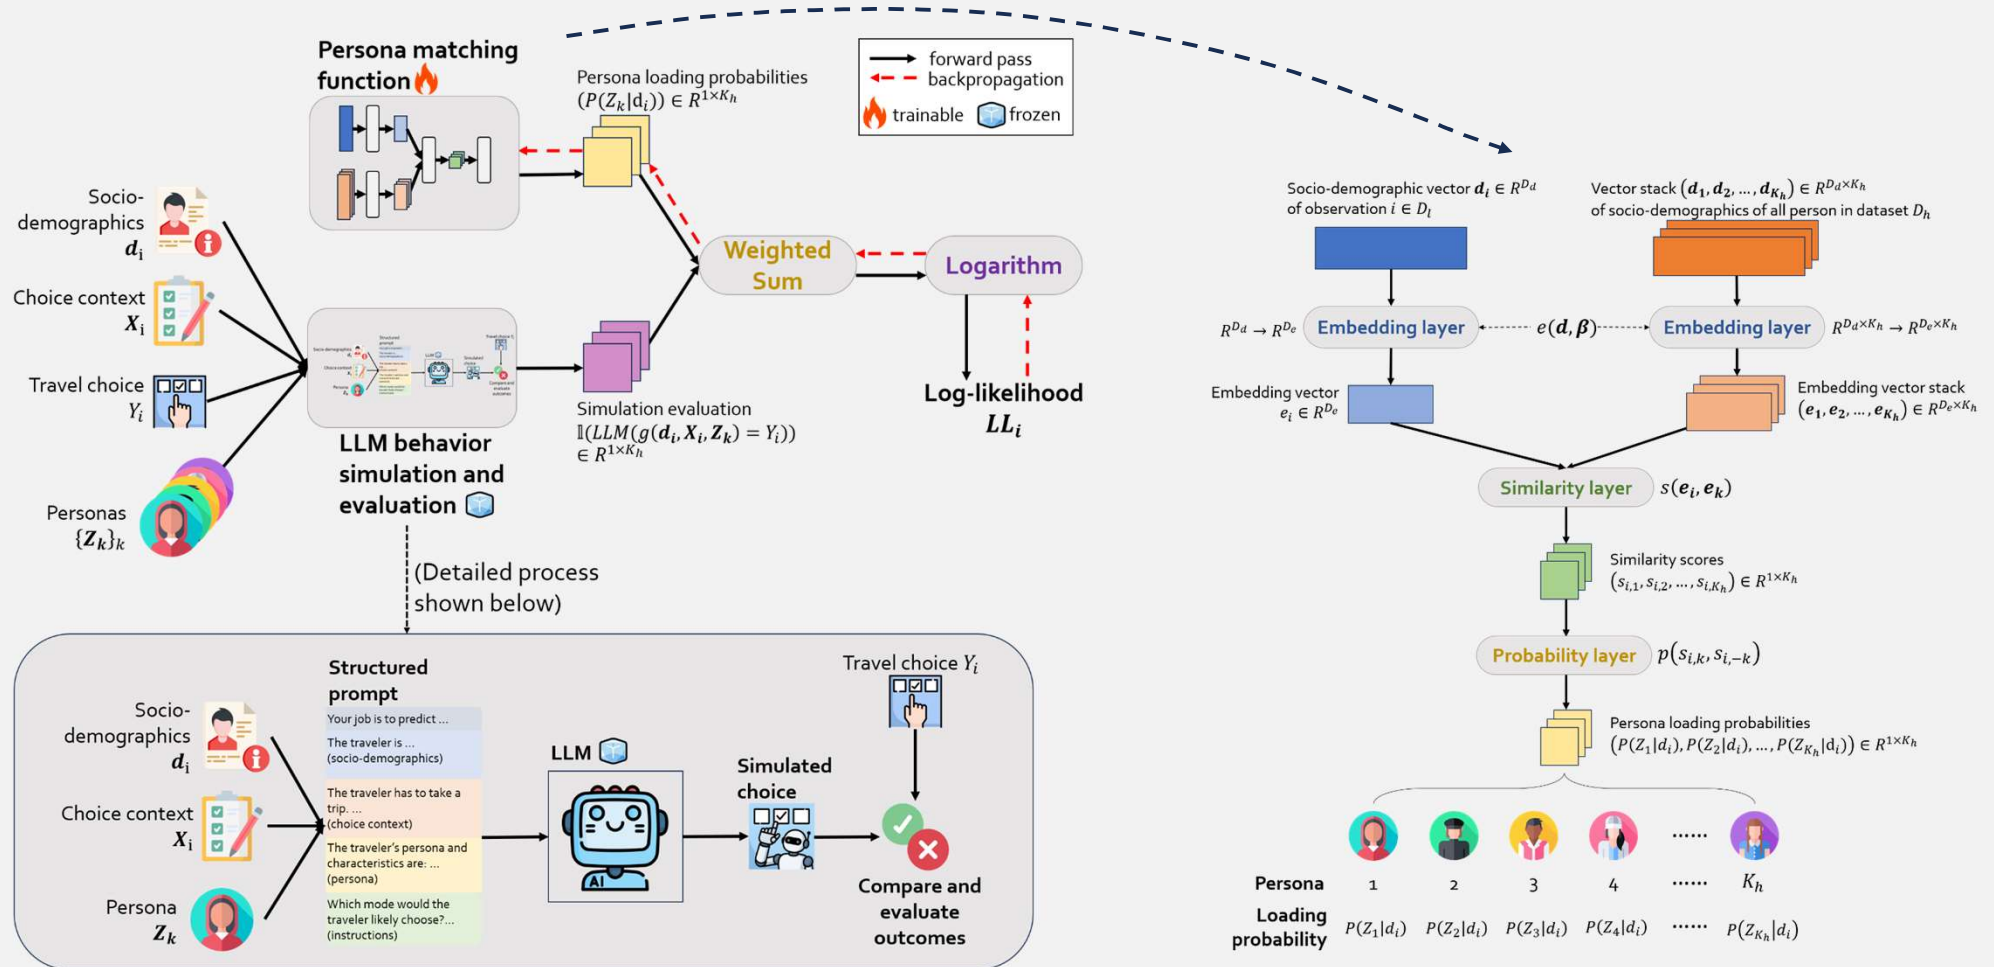 Persona matching
function
Persona loading probabilities
(P(Z_k|d_i)) ∈ R^{1×K_h}
forward pass
backpropagation
trainable
frozen
Socio-
demographics
d_i
Choice context
X_i
Travel choice
Y_i
Personas
{Z_k}_k
Weighted
Sum
Logarithm
Log-likelihood
LL_i
Simulation evaluation
𝕀(LLM(g(d_i, X_i, Z_k) = Y_i))
∈ R^{1×K_h}
LLM behavior
simulation and
evaluation
(Detailed process
shown below)
Socio-
demographics
d_i
Choice context
X_i
Persona
Z_k
Structured
prompt
Your job is to predict ...
The traveler is ...
(socio-demographics)
The traveler has to take a
trip. ...
(choice context)
The traveler's persona and
characteristics are: ...
(persona)
Which mode would the
traveler likely choose?...
(instructions)
LLM
AI
Simulated
choice
Travel choice Y_i
Compare and
evaluate
outcomes
Socio-demographic vector d_i ∈ R^{D_d}
of observation i ∈ D_l
Vector stack (d_1, d_2, ..., d_{K_h}) ∈ R^{D_d×K_h}
of socio-demographics of all person in dataset D_h
R^{D_d} → R^{D_e}
Embedding layer
e(d, β)
Embedding layer
R^{D_d×K_h} → R^{D_e×K_h}
Embedding vector
e_i ∈ R^{D_e}
Embedding vector stack
(e_1, e_2, ..., e_{K_h}) ∈ R^{D_e×K_h}
Similarity layer
s(e_i, e_k)
Similarity scores
(s_{i,1}, s_{i,2}, ..., s_{i,K_h}) ∈ R^{1×K_h}
Probability layer
p(s_{i,k}, s_{i,−k})
Persona loading probabilities
(P(Z_1|d_i), P(Z_2|d_i), ..., P(Z_{K_h}|d_i)) ∈ R^{1×K_h}
......
Persona 1 2 3 4 ...... K_h
Loading
probability P(Z_1|d_i) P(Z_2|d_i) P(Z_3|d_i) P(Z_4|d_i) ...... P(Z_{K_h}|d_i)